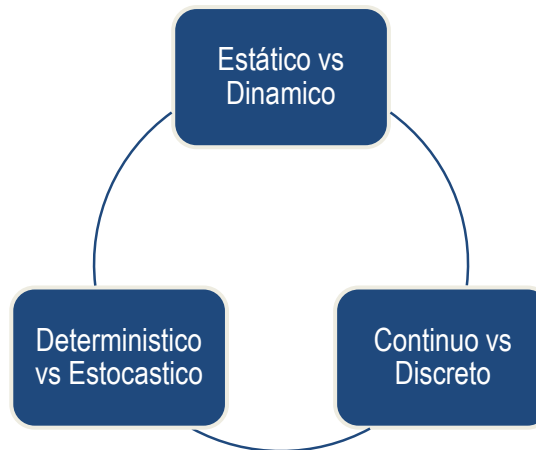 Estático vs
Dinamico
Deterministico
vs Estocastico
Continuo vs
Discreto